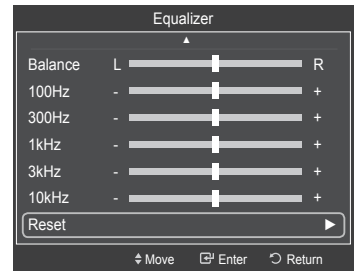 Equalizer
▲
Balance L R
100Hz - +
300Hz - +
1kHz - +
3kHz - +
10kHz - +
Reset ►
Move Enter Return